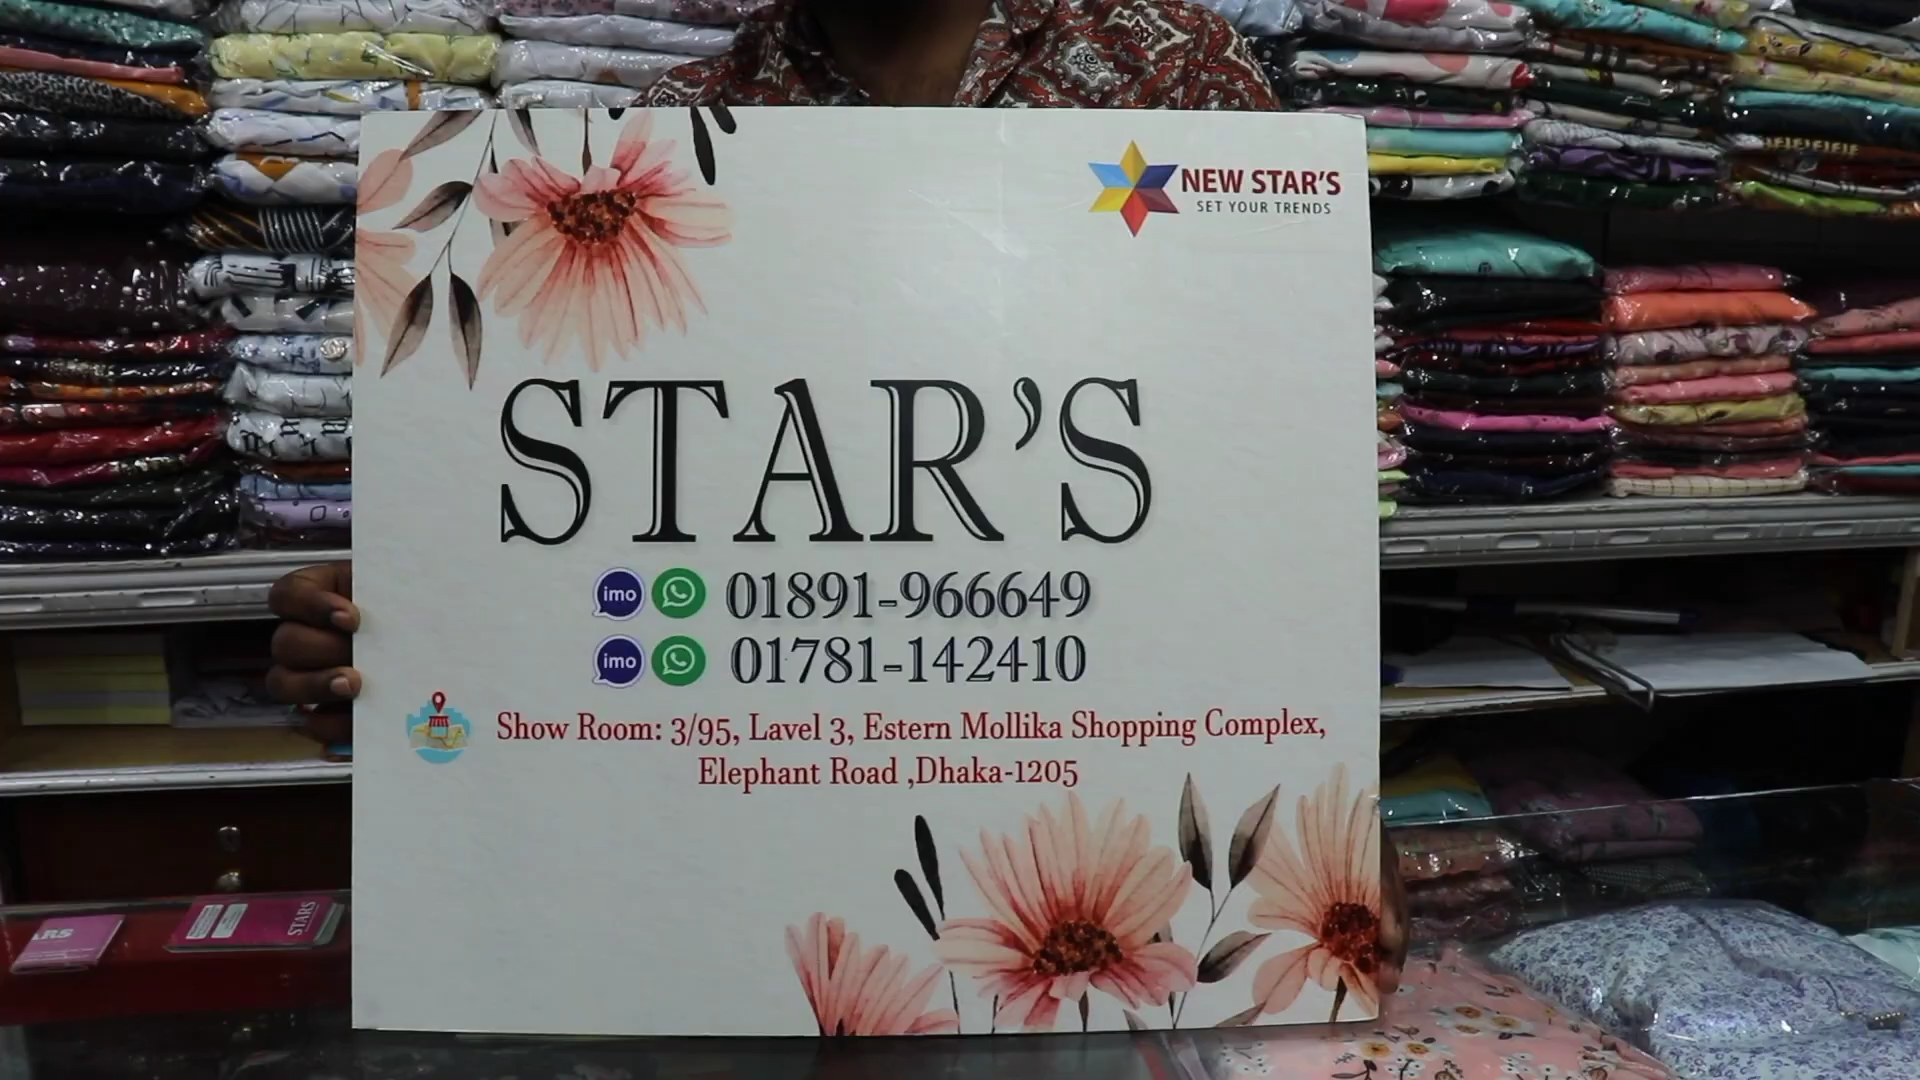 NEW STAR'S
SET YOUR TRENDS
STAR'S
imo 01891-966649
imo 01781-142410
Show Room: 3/95, Lavel 3, Estern Mollika Shopping Complex,
Elephant Road ,Dhaka-1205
STARS